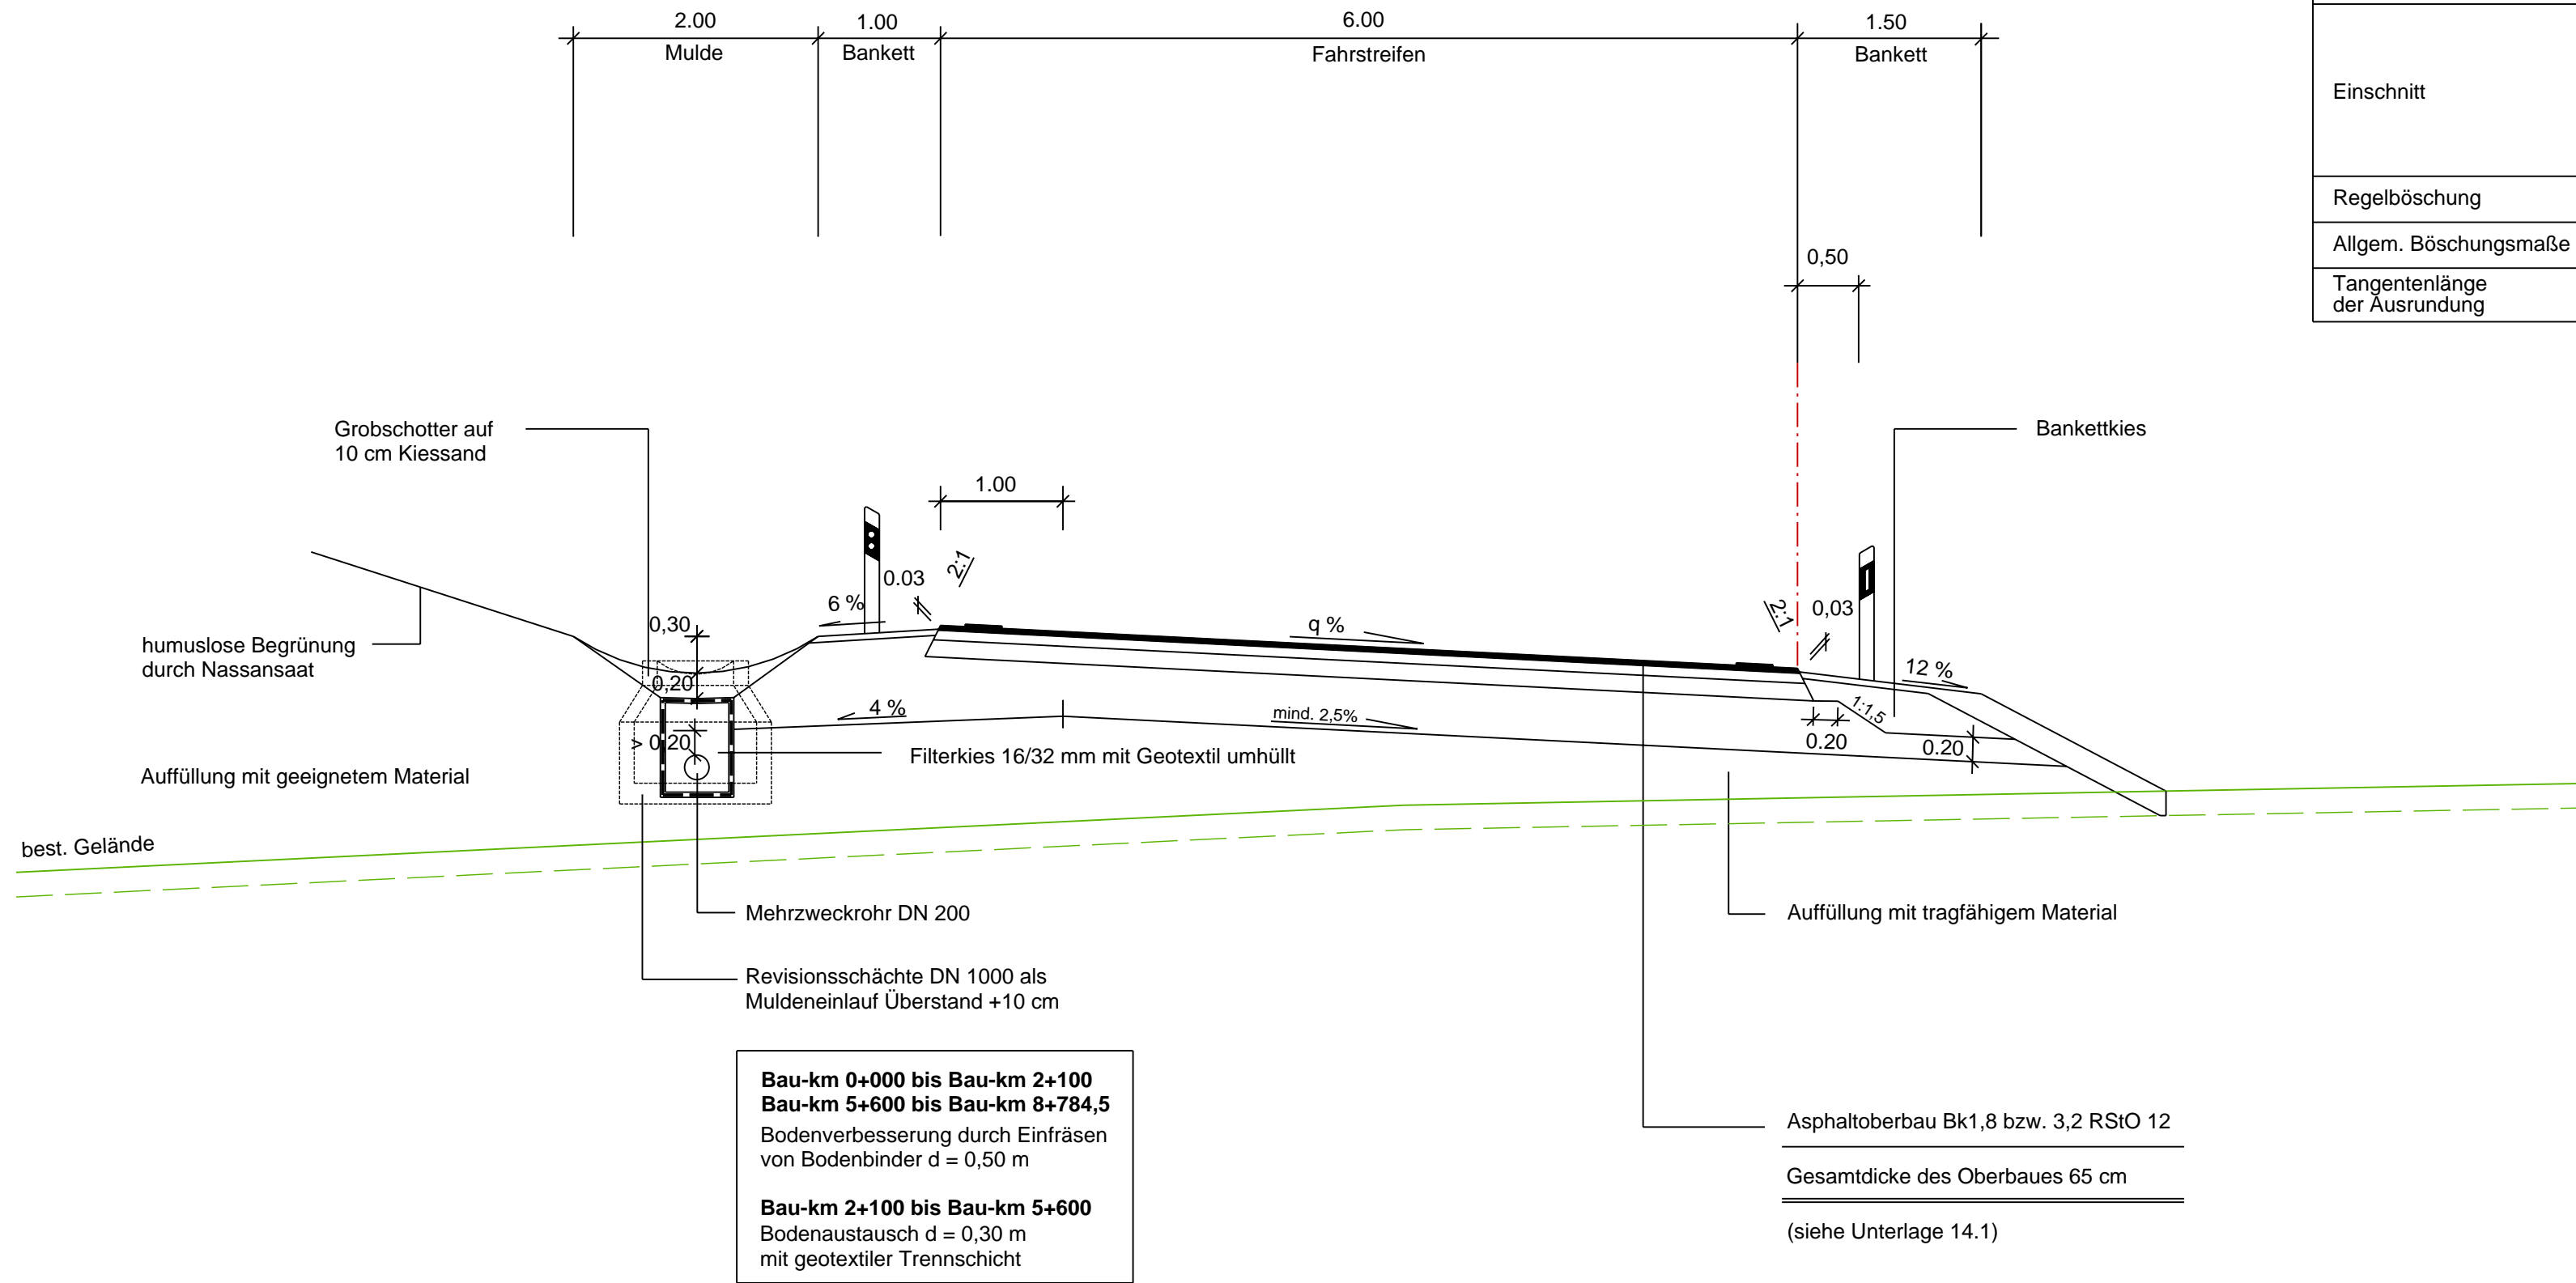 2.00
1.00
6.00
1.50
Mulde
Bankett
Fahrstreifen
Bankett
Einschnitt
Regelböschung
Allgem. Böschungsmaße
Tangentenlänge
der Ausrundung
0,50
Grobschotter auf
10 cm Kiessand
Bankettkies
1.00
2:1
0.03
6 %
0,30
q %
2:1
0,03
humuslose Begrünung
durch Nassansaat
12 %
0,20
4 %
mind. 2,5%
1:1,5
> 0.20
0.20
0.20
Filterkies 16/32 mm mit Geotextil umhüllt
Auffüllung mit geeignetem Material
best. Gelände
Mehrzweckrohr DN 200
Auffüllung mit tragfähigem Material
Revisionsschächte DN 1000 als
Muldeneinlauf Überstand +10 cm
Bau-km 0+000 bis Bau-km 2+100
Bau-km 5+600 bis Bau-km 8+784,5
Bodenverbesserung durch Einfräsen
von Bodenbinder d = 0,50 m
Bau-km 2+100 bis Bau-km 5+600
Bodenaustausch d = 0,30 m
mit geotextiler Trennschicht
Asphaltoberbau Bk1,8 bzw. 3,2 RStO 12
Gesamtdicke des Oberbaues 65 cm
(siehe Unterlage 14.1)